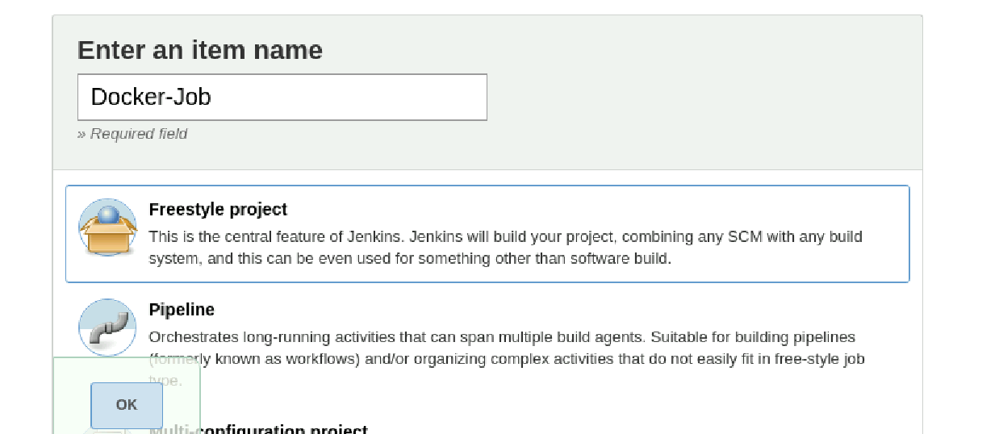 Enter an item name
Docker-Job
» Required field
Freestyle project
This is the central feature of Jenkins. Jenkins will build your project, combining any SCM with any build
system, and this can be even used for something other than software build.
Pipeline
Orchestrates long-running activities that can span multiple build agents. Suitable for building pipelines
(formerly known as workflows) and/or organizing complex activities that do not easily fit in free-style job
type.
OK
Multi-configuration project